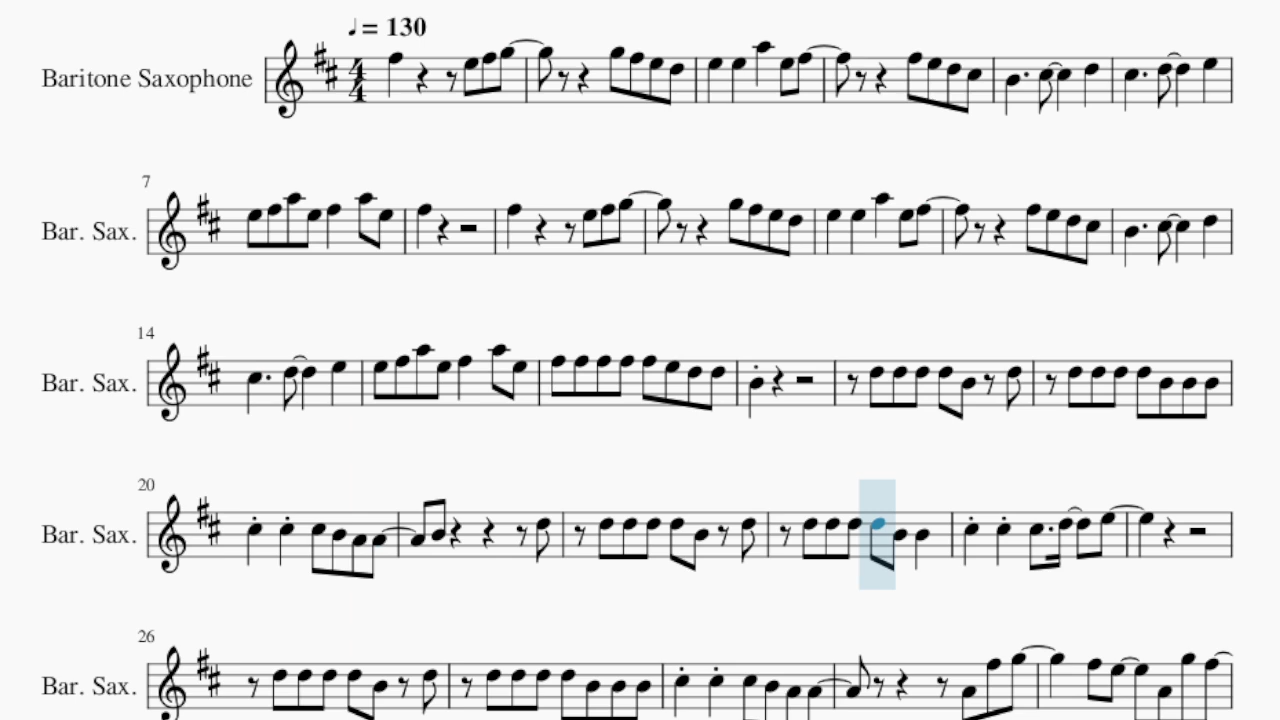 ♩ = 130
Baritone Saxophone
4
4
7
Bar. Sax.
14
Bar. Sax.
20
Bar. Sax.
26
Bar. Sax.